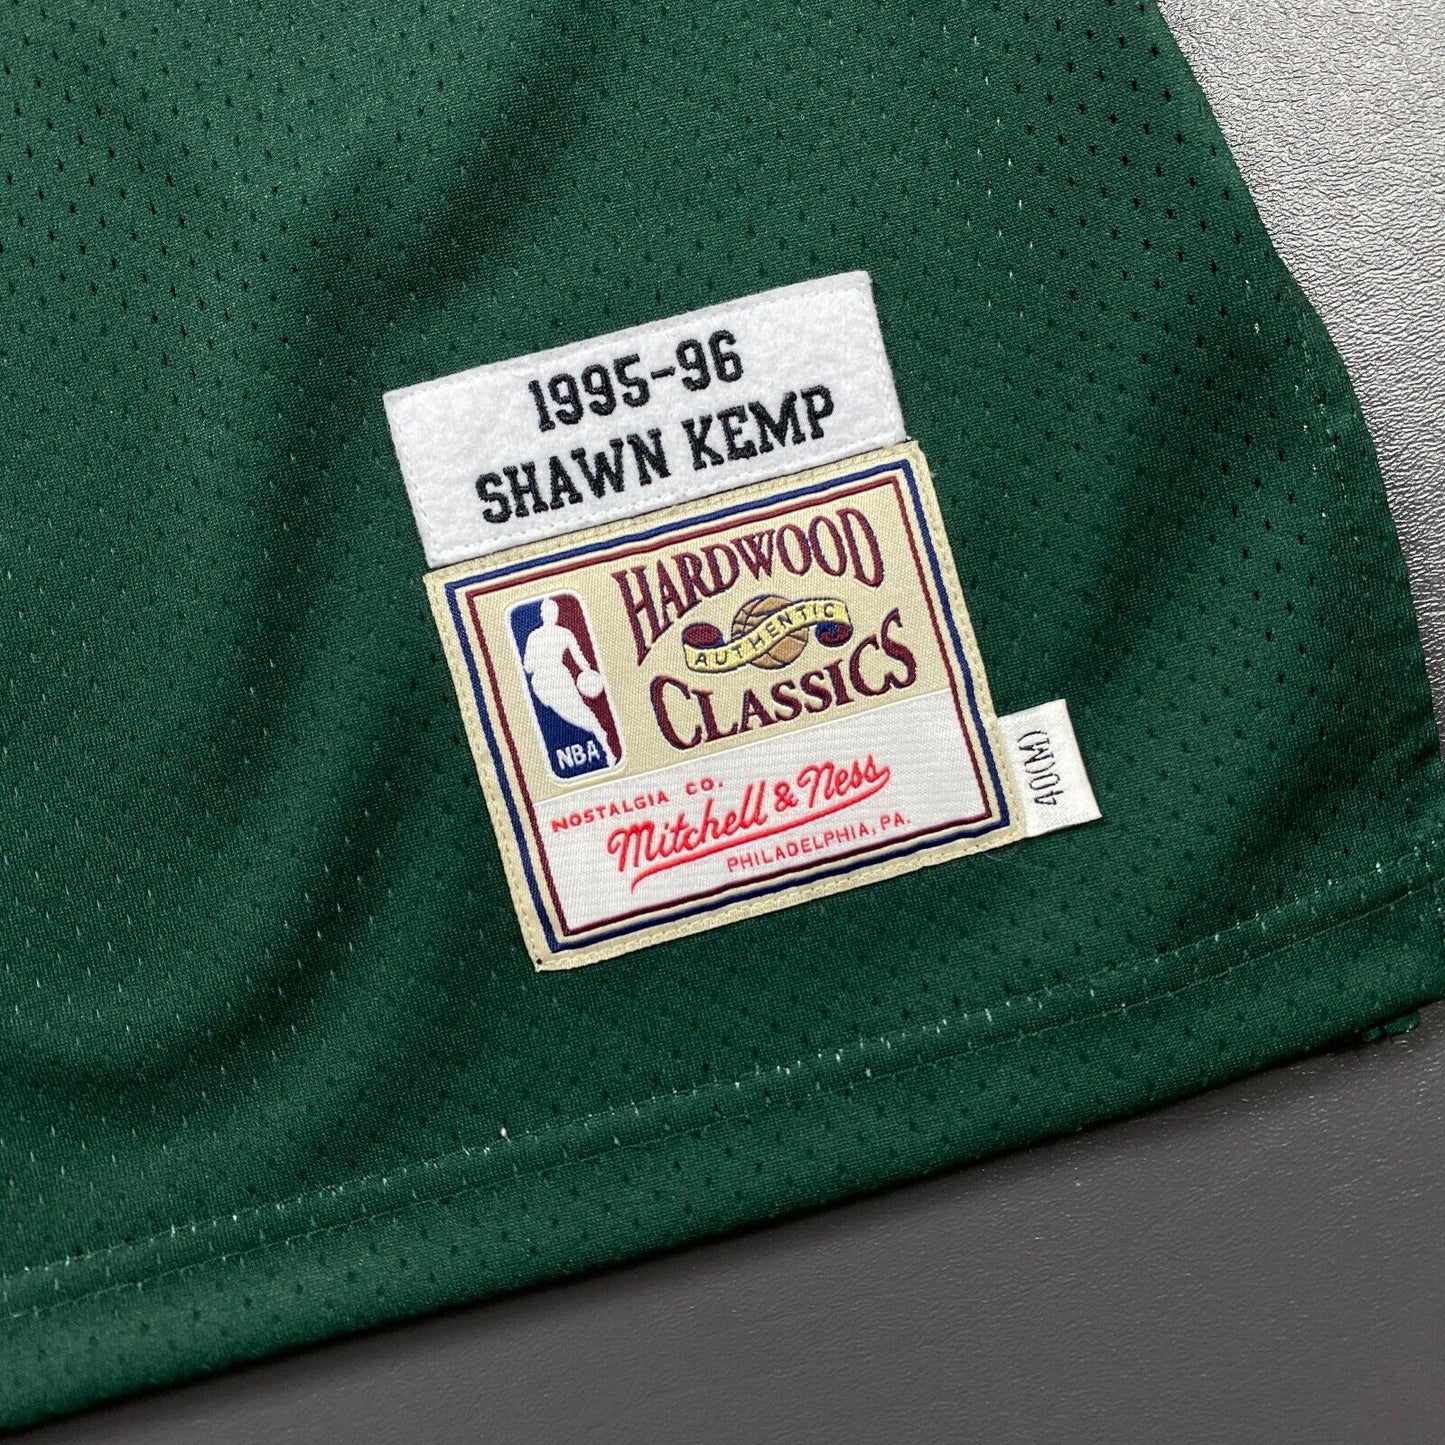 1995-96
SHAWN KEMP
HARDWOOD
AUTHENTIC
CLASSICS
NBA
NOSTALGIA CO.
Mitchell & Ness
PHILADELPHIA, PA.
40(M)